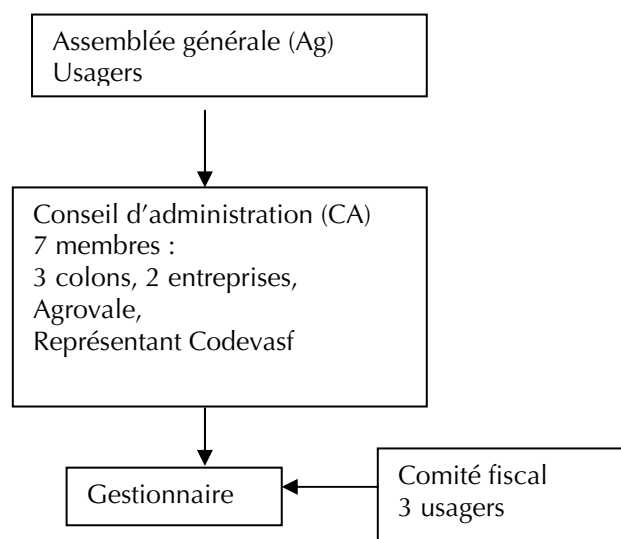 Assemblée générale (Ag)
Usagers
Conseil d'administration (CA)
7 membres :
3 colons, 2 entreprises,
Agrovale,
Représentant Codevasf
Gestionnaire
Comité fiscal
3 usagers